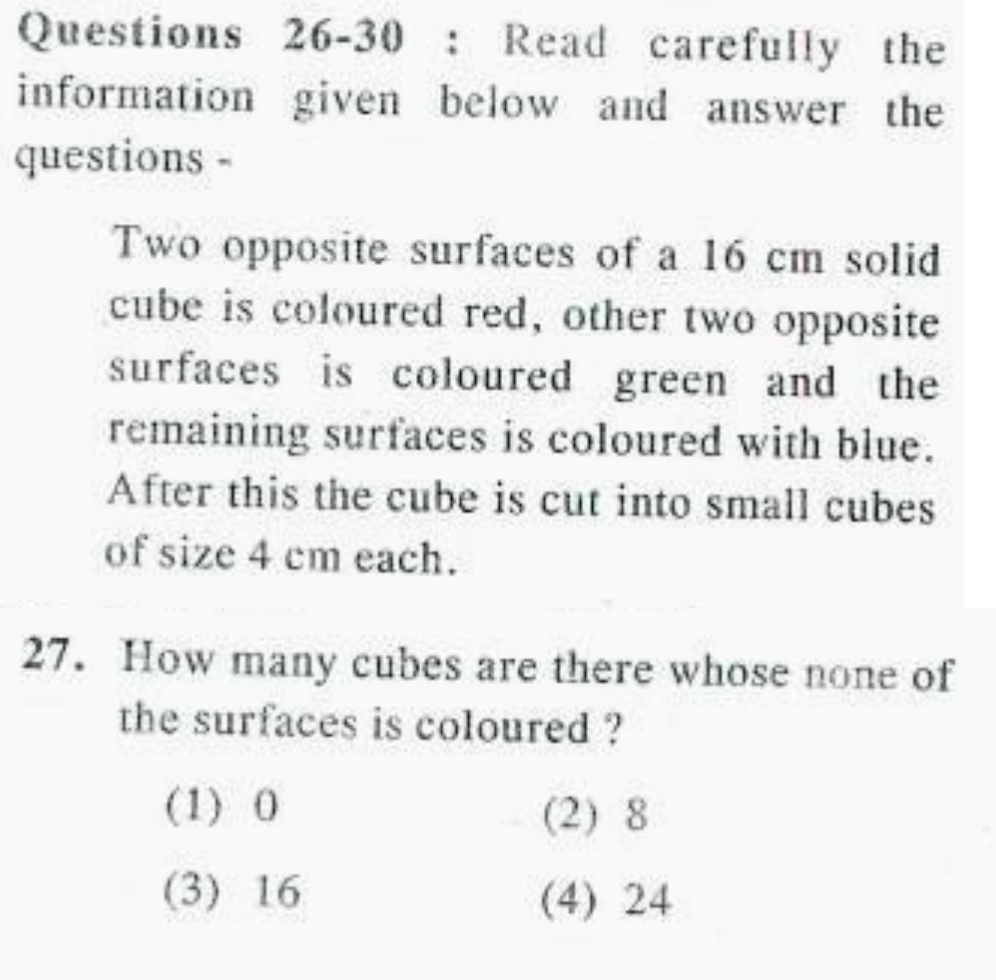 Questions 26-30 : Read carefully the
information given below and answer the
questions -
Two opposite surfaces of a 16 cm solid
cube is coloured red, other two opposite
surfaces is coloured green and the
remaining surfaces is coloured with blue.
After this the cube is cut into small cubes
of size 4 cm each.
27. How many cubes are there whose none of
the surfaces is coloured ?
(1) 0 (2) 8
(3) 16 (4) 24